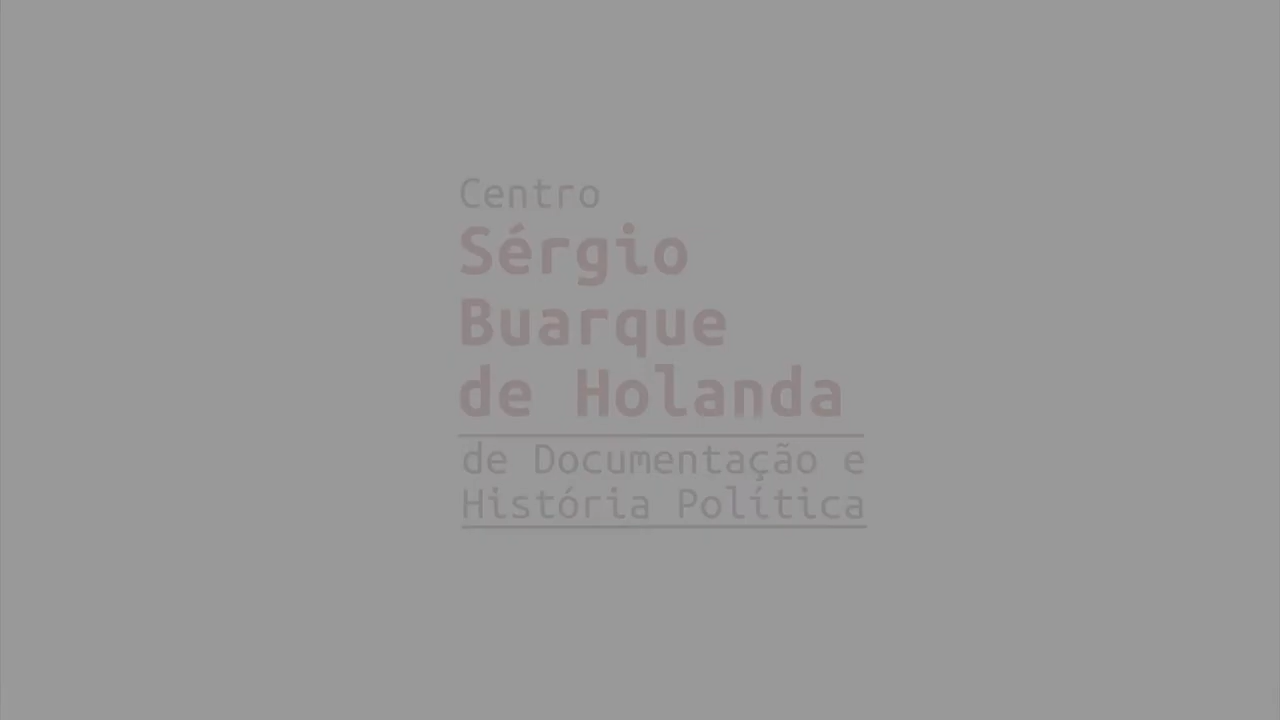 Centro
Sérgio
Buarque
de Holanda
de Documentação e
História Política